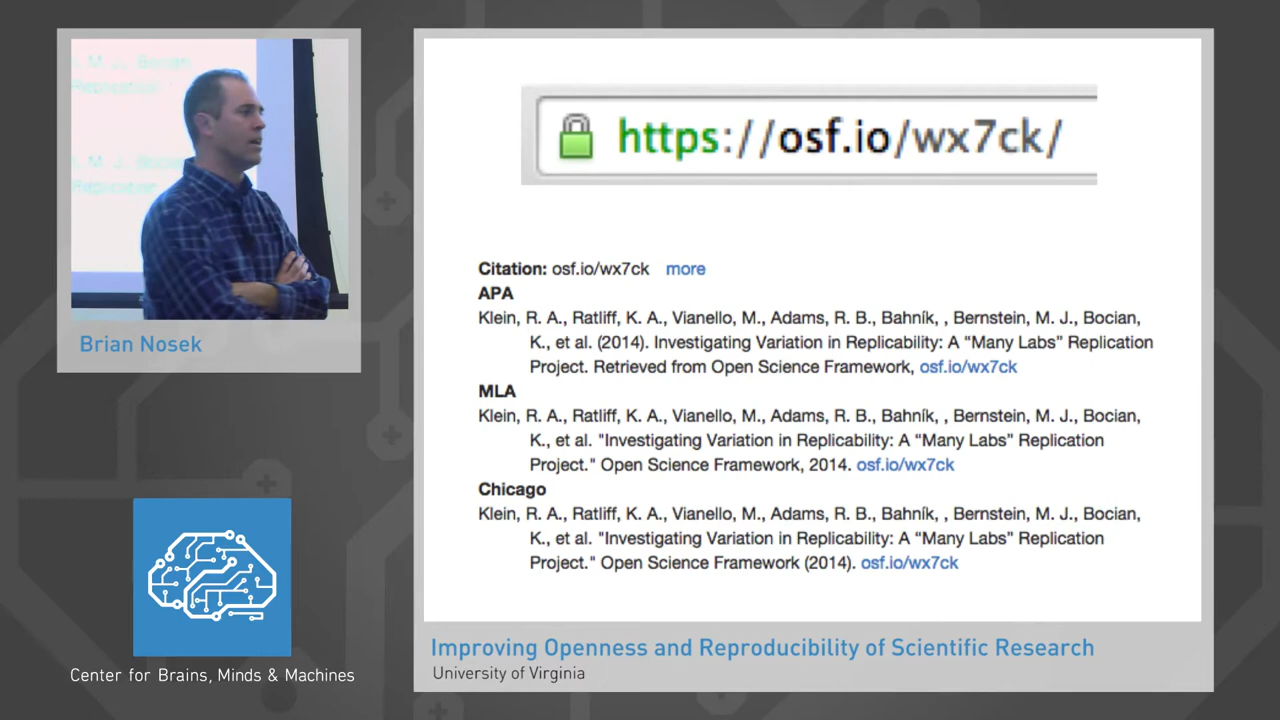 I. M. J., Bocian
Replication
I. M. J., Bocian
Replication
Brian Nosek
Center for Brains, Minds & Machines
https://osf.io/wx7ck/
Citation: osf.io/wx7ck more
APA
Klein, R. A., Ratliff, K. A., Vianello, M., Adams, R. B., Bahník, , Bernstein, M. J., Bocian,
K., et al. (2014). Investigating Variation in Replicability: A “Many Labs” Replication
Project. Retrieved from Open Science Framework, osf.io/wx7ck
MLA
Klein, R. A., Ratliff, K. A., Vianello, M., Adams, R. B., Bahník, , Bernstein, M. J., Bocian,
K., et al. "Investigating Variation in Replicability: A “Many Labs” Replication
Project." Open Science Framework, 2014. osf.io/wx7ck
Chicago
Klein, R. A., Ratliff, K. A., Vianello, M., Adams, R. B., Bahník, , Bernstein, M. J., Bocian,
K., et al. "Investigating Variation in Replicability: A “Many Labs” Replication
Project." Open Science Framework (2014). osf.io/wx7ck
Improving Openness and Reproducibility of Scientific Research
University of Virginia